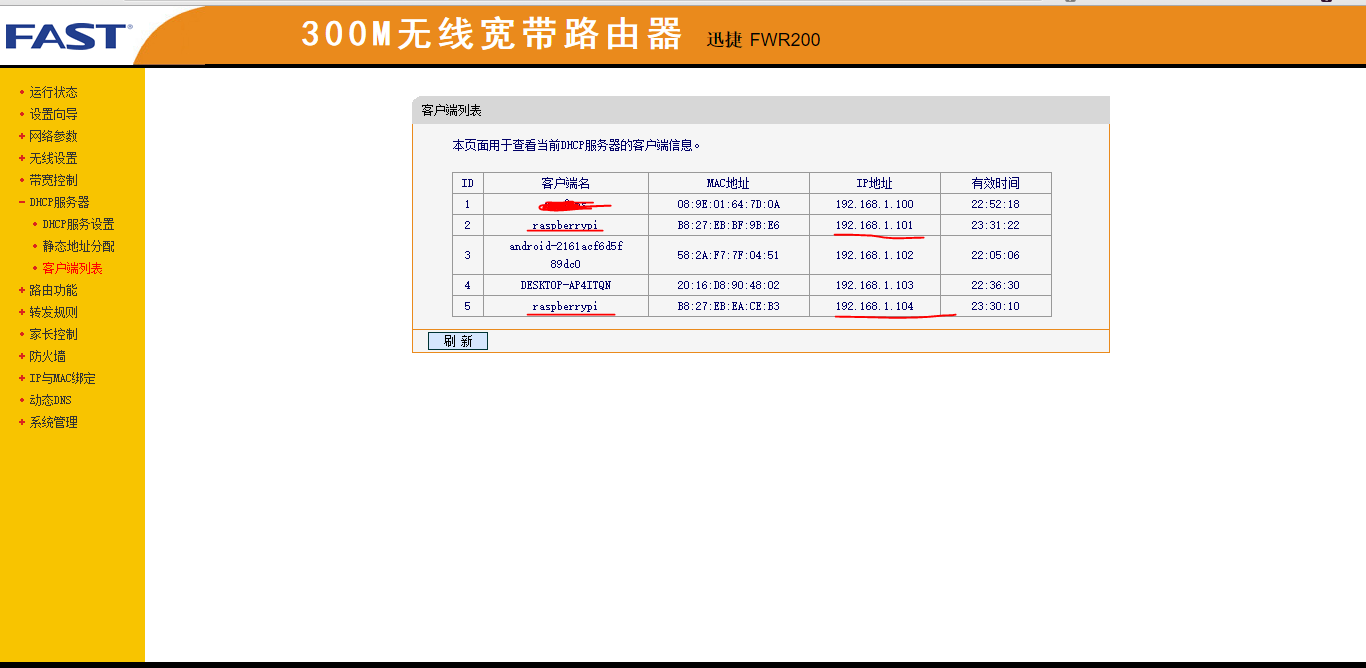 FAST®
300M无线宽带路由器 迅捷 FWR200
运行状态
设置向导
网络参数
无线设置
带宽控制
DHCP服务器
DHCP服务设置
静态地址分配
客户端列表
路由功能
转发规则
家长控制
防火墙
IP与MAC绑定
动态DNS
系统管理
客户端列表
本页面用于查看当前DHCP服务器的客户端信息。
ID 客户端名 MAC地址 IP地址 有效时间
1 08:9E:01:64:7D:0A 192.168.1.100 22:52:18
2 raspberrypi B8:27:EB:BF:9B:E6 192.168.1.101 23:31:22
3 android-2161acf6d5f 58:2A:F7:7F:04:51 192.168.1.102 22:05:06
89dc0
4 DESKTOP-AP4ITQN 20:16:D8:90:48:02 192.168.1.103 22:36:30
5 raspberrypi B8:27:EB:EA:CE:B3 192.168.1.104 23:30:10
刷 新